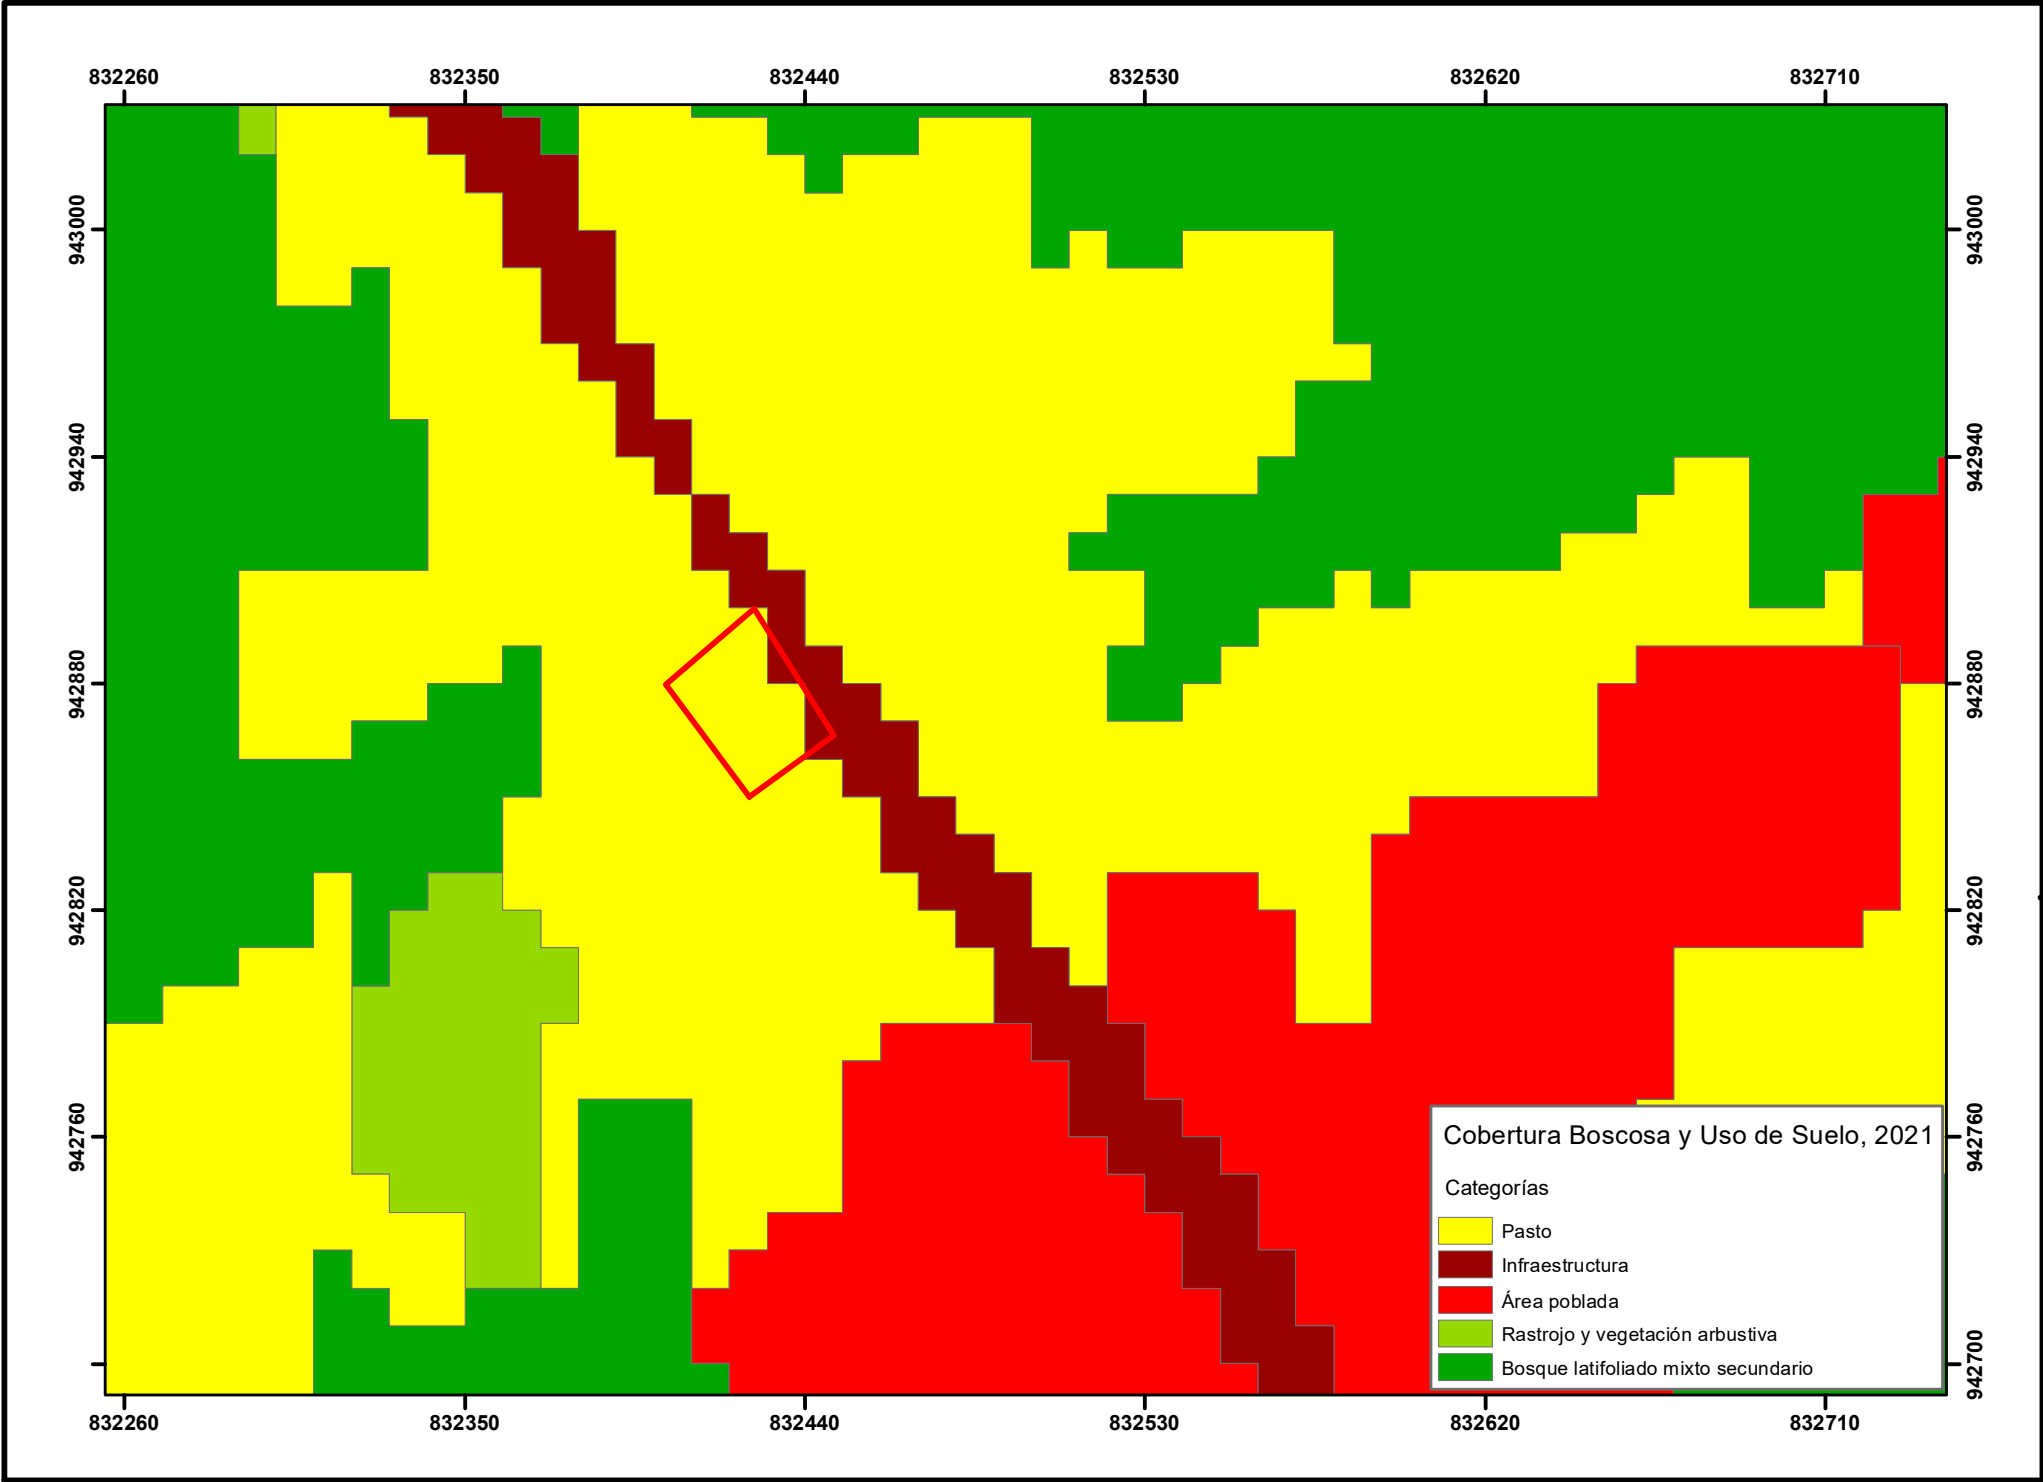 832260 832350 832440 832530 832620 832710
943000 943000
942940 942940
942880 942880
942820 942820
942760 942760
942700
Cobertura Boscosa y Uso de Suelo, 2021
Categorías
Pasto
Infraestructura
Área poblada
Rastrojo y vegetación arbustiva
Bosque latifoliado mixto secundario
832260 832350 832440 832530 832620 832710